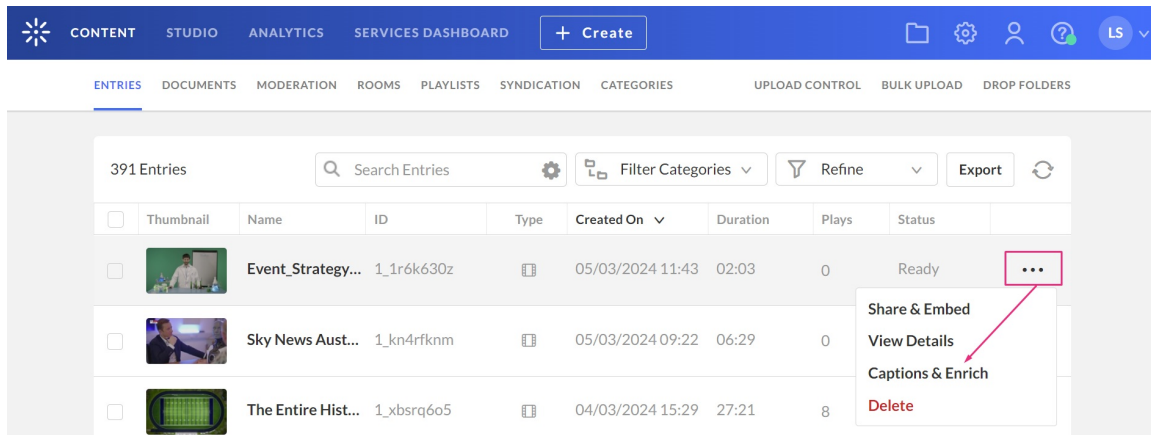 CONTENT STUDIO ANALYTICS SERVICES DASHBOARD + Create LS
ENTRIES DOCUMENTS MODERATION ROOMS PLAYLISTS SYNDICATION CATEGORIES UPLOAD CONTROL BULK UPLOAD DROP FOLDERS
391 Entries Search Entries Filter Categories Refine Export
Thumbnail Name ID Type Created On Duration Plays Status
Event_Strategy... 1_1r6k630z 05/03/2024 11:43 02:03 0 Ready
Share & Embed
Sky News Aust... 1_kn4rfknm 05/03/2024 09:22 06:29 0
View Details
Captions & Enrich
The Entire Hist... 1_xbsrq6o5 04/03/2024 15:29 27:21 8
Delete